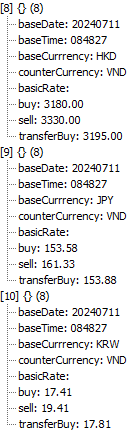 [8] {} (8)
baseDate: 20240711
baseTime: 084827
baseCurrrency: HKD
counterCurrency: VND
basicRate:
buy: 3180.00
sell: 3330.00
transferBuy: 3195.00
[9] {} (8)
baseDate: 20240711
baseTime: 084827
baseCurrrency: JPY
counterCurrency: VND
basicRate:
buy: 153.58
sell: 161.33
transferBuy: 153.88
[10] {} (8)
baseDate: 20240711
baseTime: 084827
baseCurrrency: KRW
counterCurrency: VND
basicRate:
buy: 17.41
sell: 19.41
transferBuy: 17.81